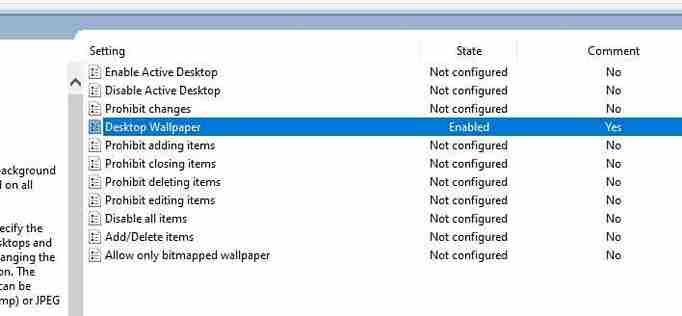 Setting State Comment
Enable Active Desktop Not configured No
Disable Active Desktop Not configured No
Prohibit changes Not configured No
Desktop Wallpaper Enabled Yes
Prohibit adding items Not configured No
Prohibit closing items Not configured No
Prohibit deleting items Not configured No
Prohibit editing items Not configured No
Disable all items Not configured No
Add/Delete items Not configured No
Allow only bitmapped wallpaper Not configured No
background
d on all
ecify the
sktops and
anging the
on. The
can be
mp) or JPEG